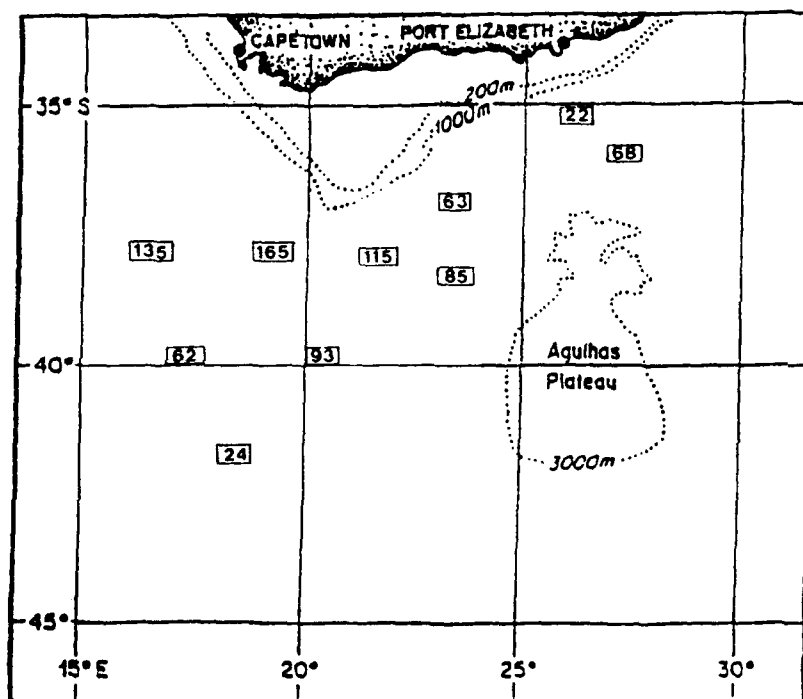 CAPETOWN
PORT ELIZABETH
35° S
200m
1000m
22
68
63
135
165
115
85
62
93
40°
Agulhas
Plateau
24
3000m
45°
15° E
20°
25°
30°